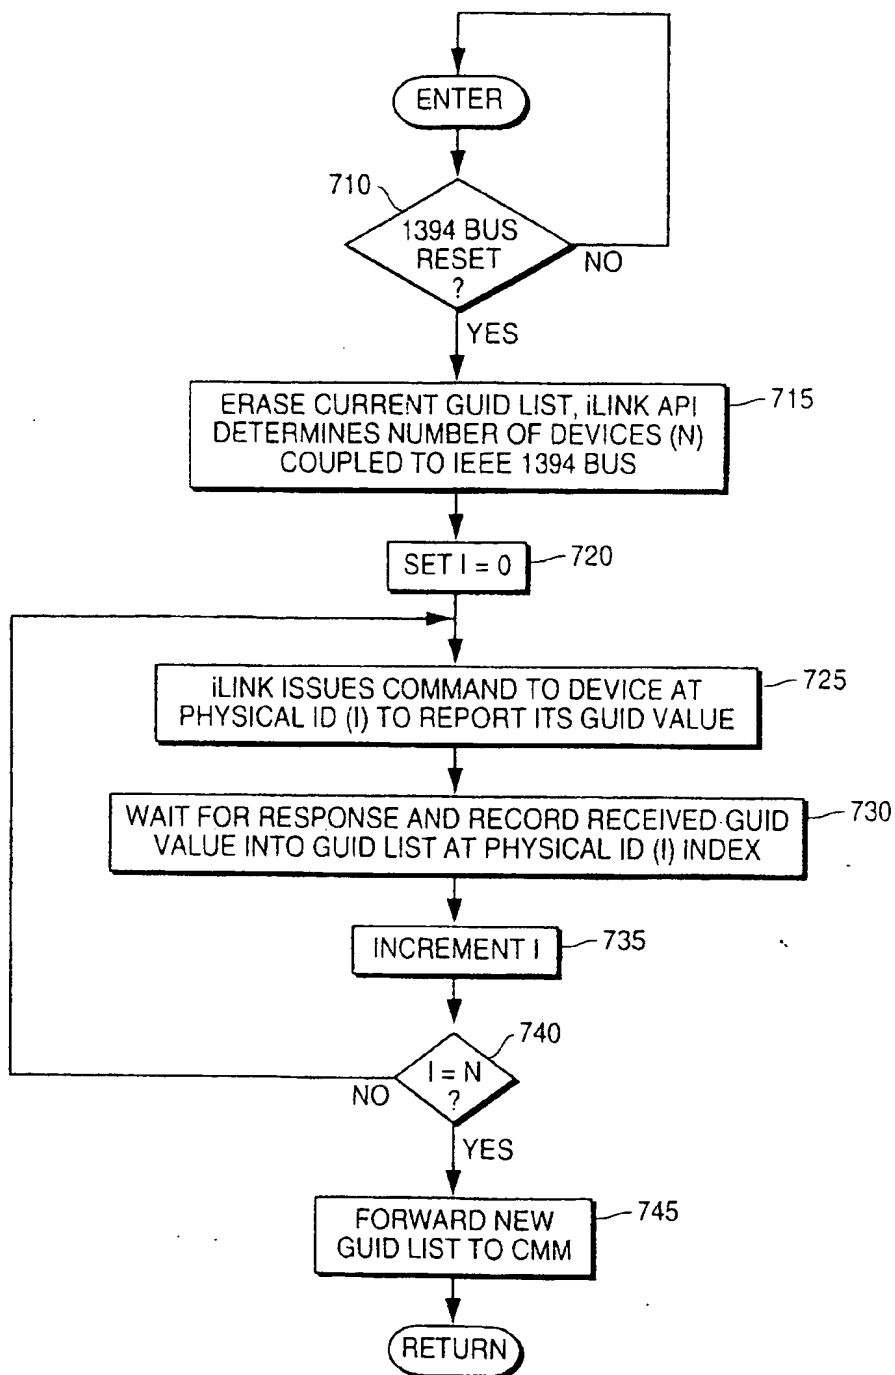 ENTER
710
1394 BUS
RESET
?
NO
YES
ERASE CURRENT GUID LIST, iLINK API
DETERMINES NUMBER OF DEVICES (N)
COUPLED TO IEEE 1394 BUS
715
SET I = 0
720
iLINK ISSUES COMMAND TO DEVICE AT
PHYSICAL ID (I) TO REPORT ITS GUID VALUE
725
WAIT FOR RESPONSE AND RECORD RECEIVED GUID
VALUE INTO GUID LIST AT PHYSICAL ID (I) INDEX
730
INCREMENT I
735
740
I = N
?
NO
YES
FORWARD NEW
GUID LIST TO CMM
745
RETURN